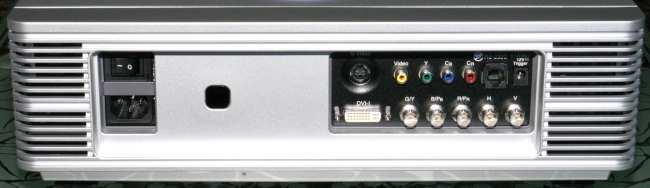 Video Y CB CR
12V
Trigger
DVI-I G/Y B/PB R/PR H V